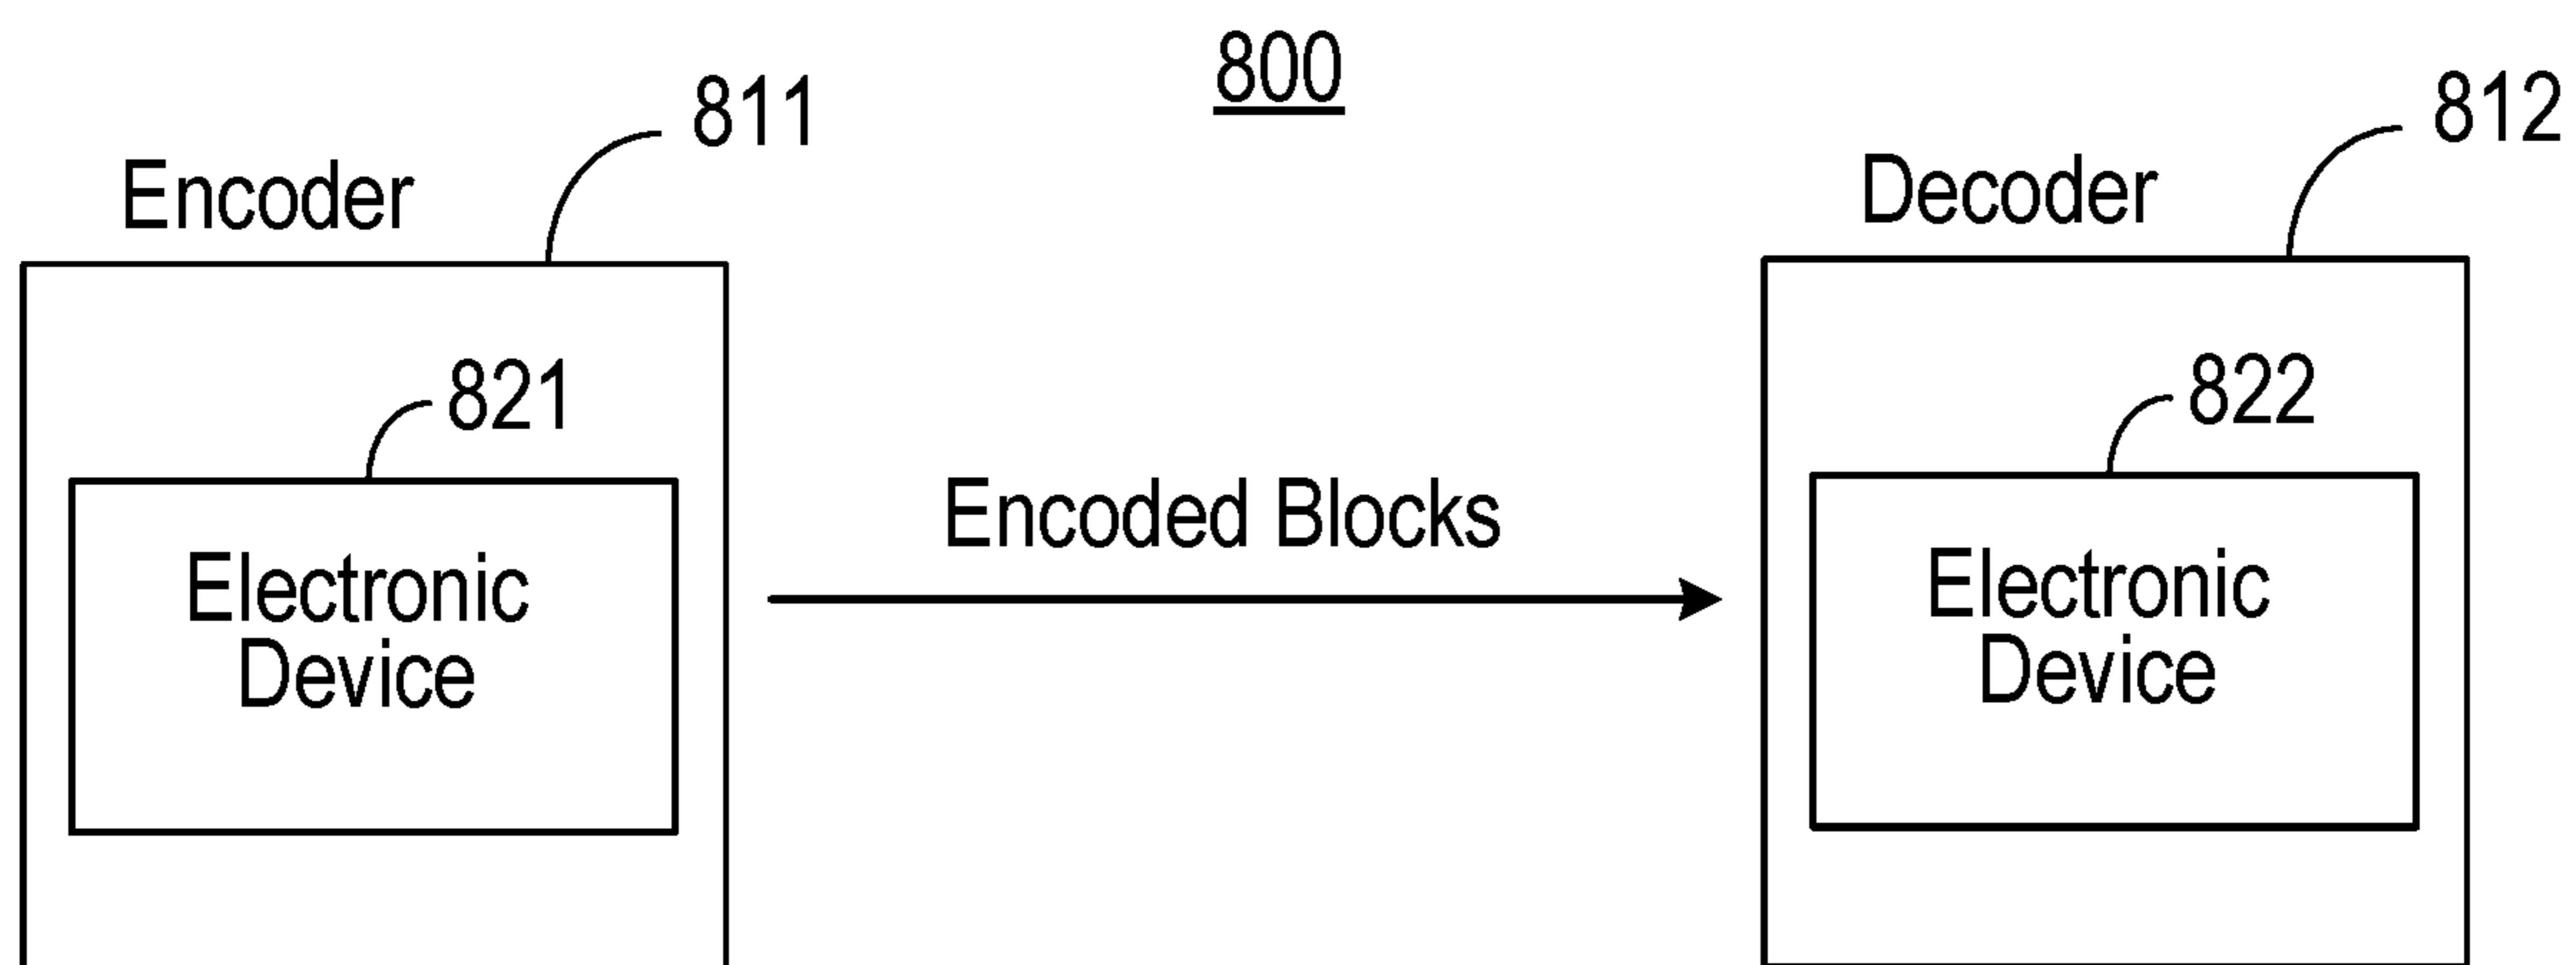 800
811
812
Encoder
Decoder
821
822
Encoded Blocks
Electronic
Device
Electronic
Device